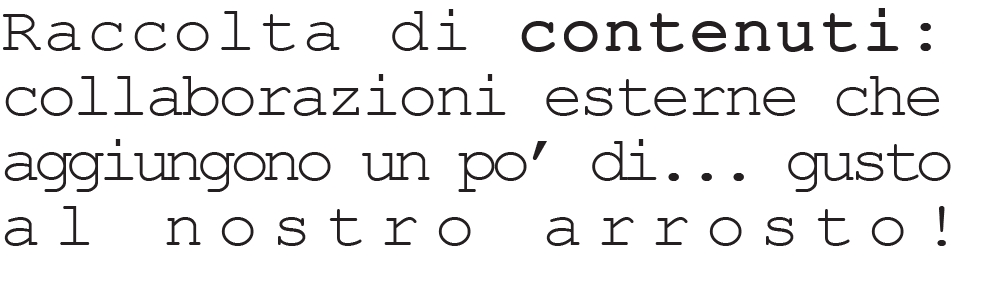 Raccolta di contenuti:
collaborazioni esterne che
aggiungono un po’ di... gusto
al nostro arrosto!